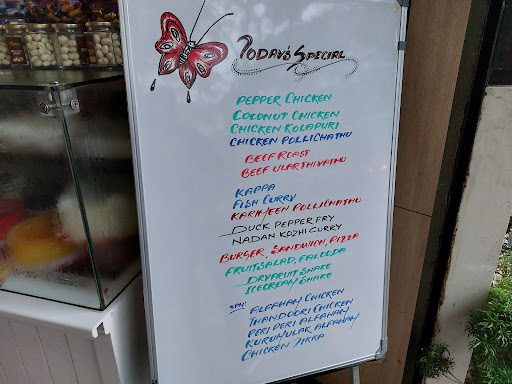 TODAY'S SPECIAL
PEPPER CHICKEN
COCONUT CHICKEN
CHICKEN KOLAPURI
CHICKEN POLLICHATHU
BEEF ROAST
BEEF ULARTHIYATHU
KAPPA
FISH CURRY
KARIMEEN POLLICHATHU
DUCK PEPPER FRY
NADAN KOZHI CURRY
BURGER, SANDWICH, PIZZA
FRUITSALAD, FALOODA
DRYFRUIT SHAKE
ICECREAM SHAKE
ALFAHAM CHICKEN
THANDOORI CHICKEN
PERI PERI ALFAHAM
KURUMULAK ALFAHAM
CHICKEN